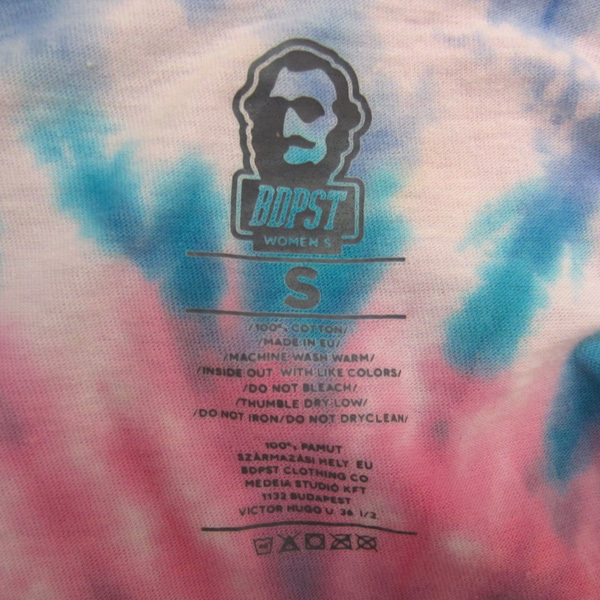 BDPST
WOMEN'S
S
/100% COTTON/
/MADE IN EU/
/MACHINE WASH WARM/
/INSIDE OUT WITH LIKE COLORS/
/DO NOT BLEACH/
/THUMBLE DRY-LOW/
/DO NOT IRON/DO NOT DRYCLEAN/
100% PAMUT
SZÁRMAZÁSI HELY EU
BDPST CLOTHING CO
MEDEIA STUDIÓ KFT
1132 BUDAPEST
VICTOR HUGO U. 36 1/2